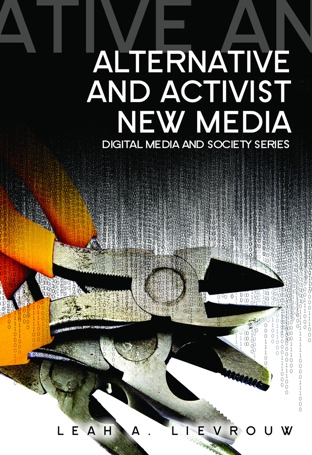 ATIVE AN
ALTERNATIVE
AND ACTIVIST
NEW MEDIA
DIGITAL MEDIA AND SOCIETY SERIES
LEAH A. LIEVROUW